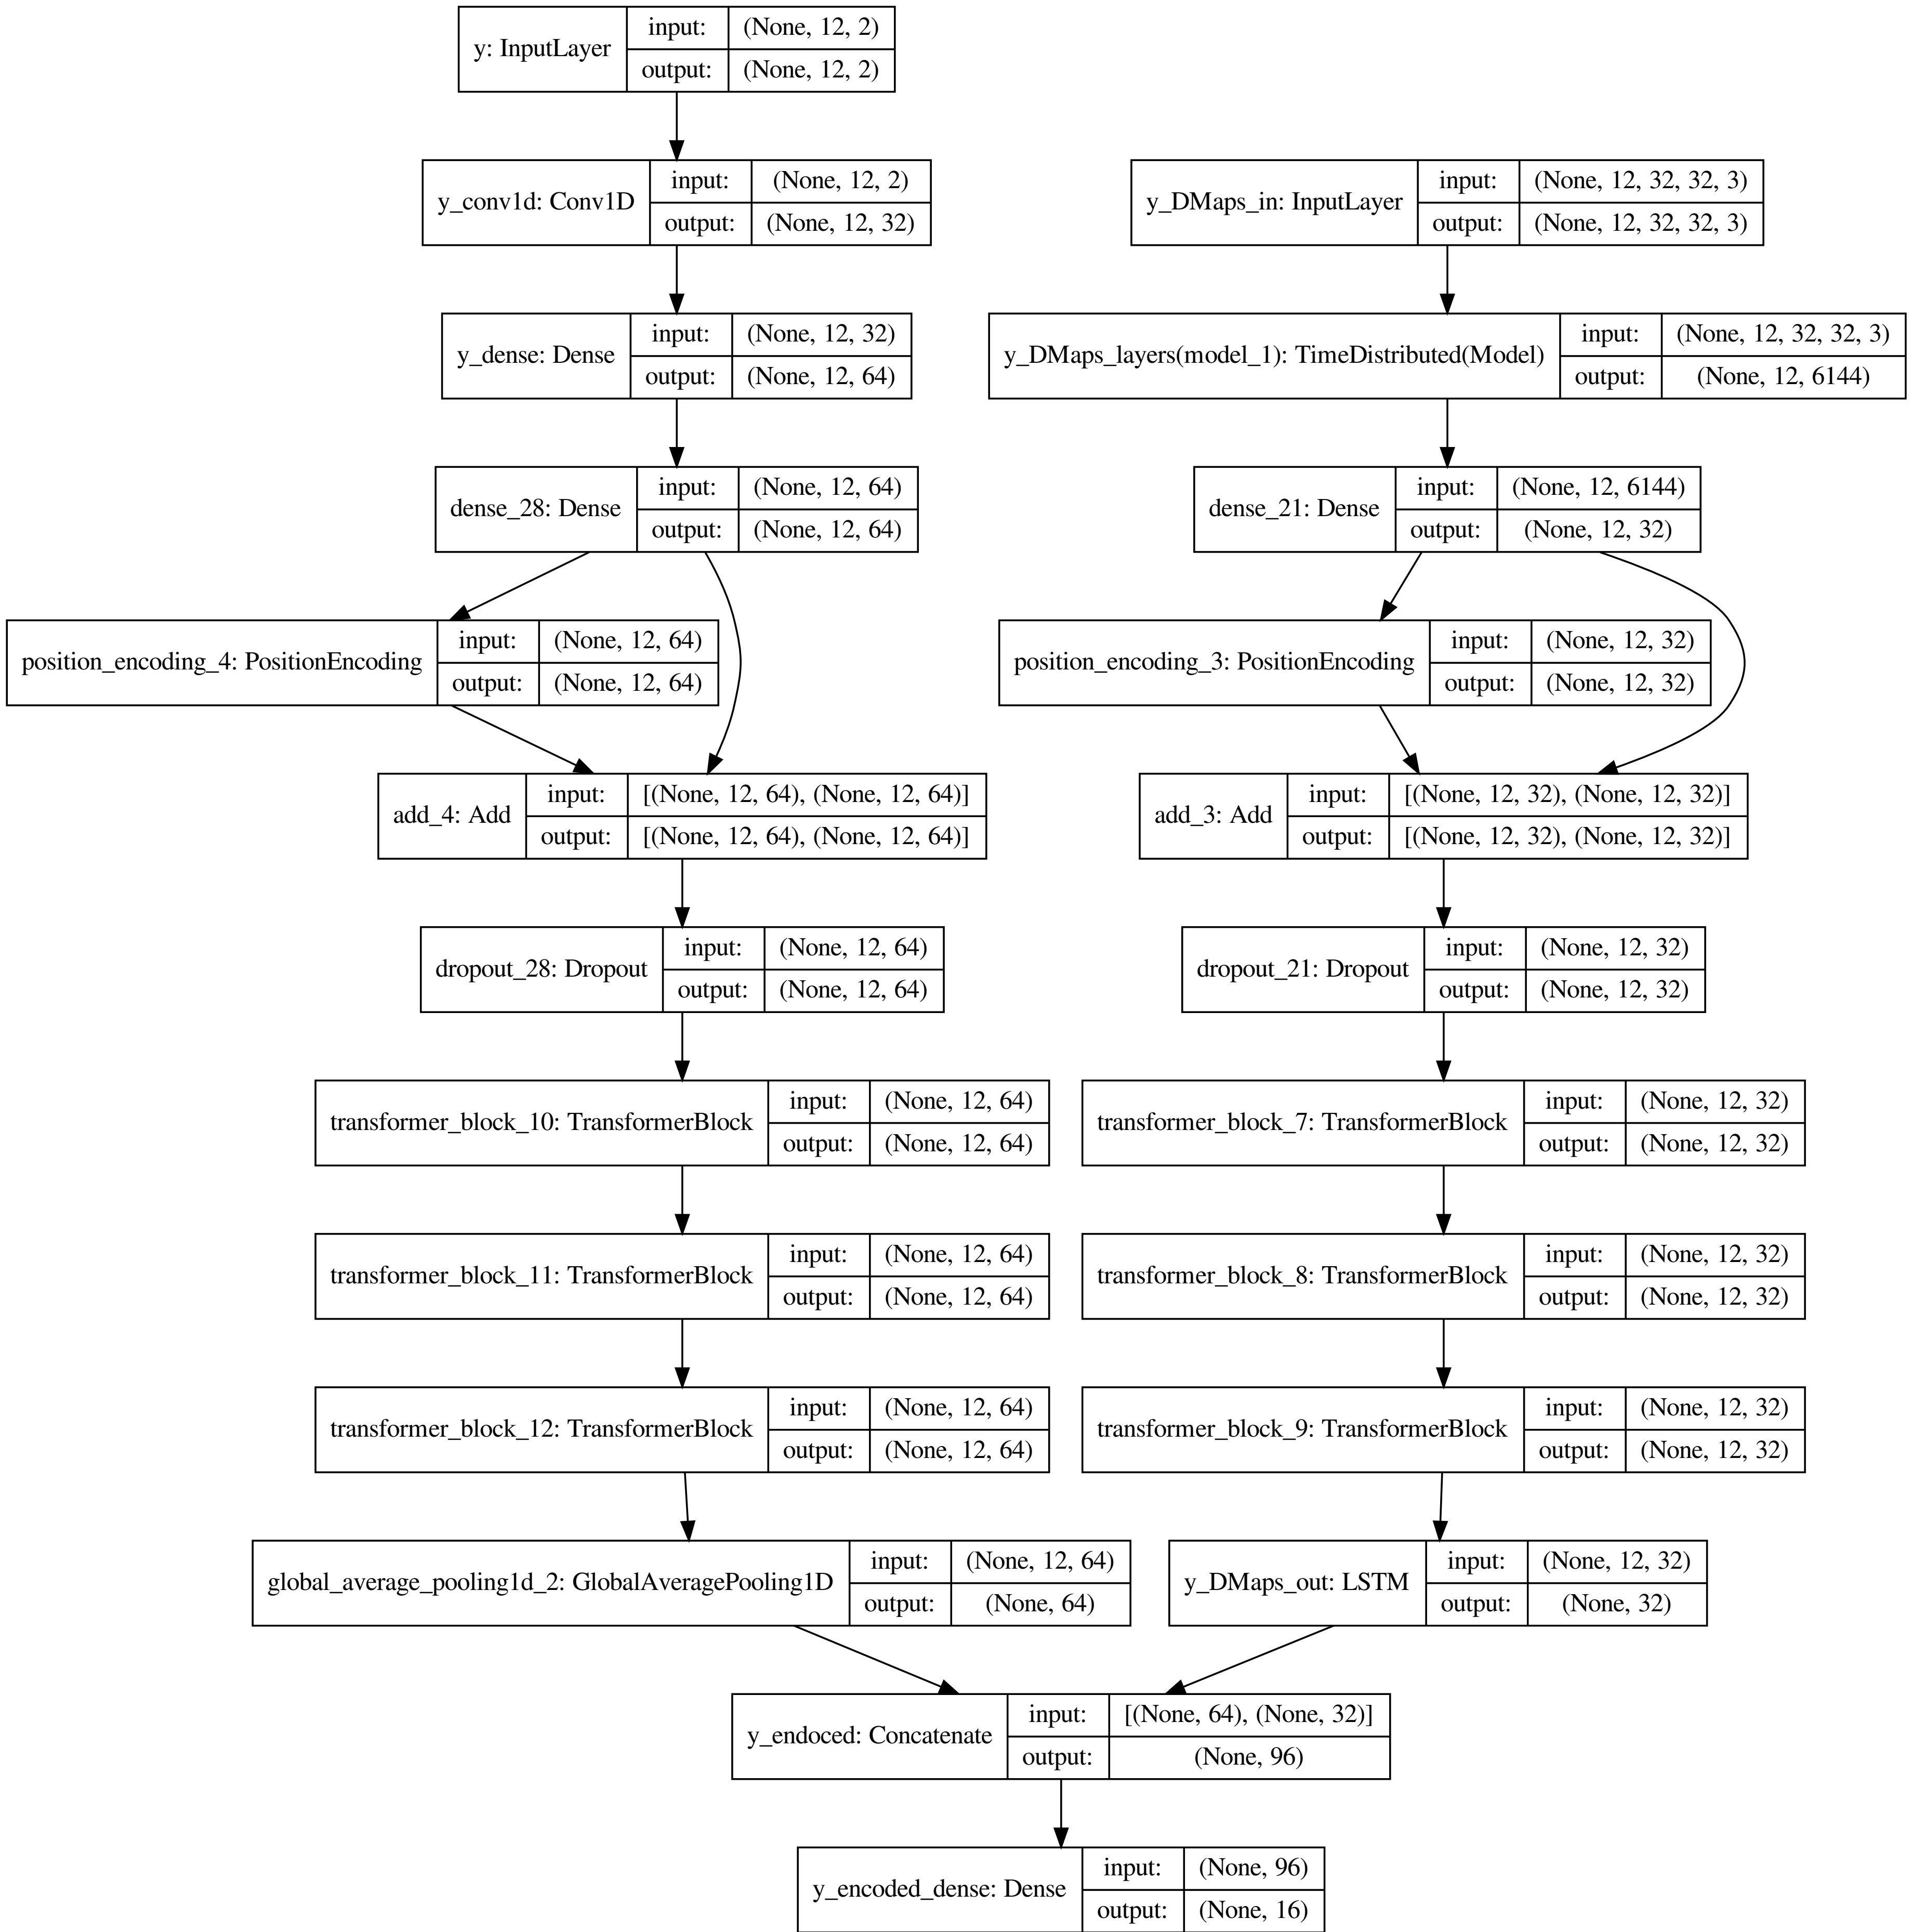 y: InputLayer
input: (None, 12, 2)
output: (None, 12, 2)
y_conv1d: Conv1D
input: (None, 12, 2)
output: (None, 12, 32)
y_DMaps_in: InputLayer
input: (None, 12, 32, 32, 3)
output: (None, 12, 32, 32, 3)
y_dense: Dense
input: (None, 12, 32)
output: (None, 12, 64)
y_DMaps_layers(model_1): TimeDistributed(Model)
input: (None, 12, 32, 32, 3)
output: (None, 12, 6144)
dense_28: Dense
input: (None, 12, 64)
output: (None, 12, 64)
dense_21: Dense
input: (None, 12, 6144)
output: (None, 12, 32)
position_encoding_4: PositionEncoding
input: (None, 12, 64)
output: (None, 12, 64)
position_encoding_3: PositionEncoding
input: (None, 12, 32)
output: (None, 12, 32)
add_4: Add
input: [(None, 12, 64), (None, 12, 64)]
output: [(None, 12, 64), (None, 12, 64)]
add_3: Add
input: [(None, 12, 32), (None, 12, 32)]
output: [(None, 12, 32), (None, 12, 32)]
dropout_28: Dropout
input: (None, 12, 64)
output: (None, 12, 64)
dropout_21: Dropout
input: (None, 12, 32)
output: (None, 12, 32)
transformer_block_10: TransformerBlock
input: (None, 12, 64)
output: (None, 12, 64)
transformer_block_7: TransformerBlock
input: (None, 12, 32)
output: (None, 12, 32)
transformer_block_11: TransformerBlock
input: (None, 12, 64)
output: (None, 12, 64)
transformer_block_8: TransformerBlock
input: (None, 12, 32)
output: (None, 12, 32)
transformer_block_12: TransformerBlock
input: (None, 12, 64)
output: (None, 12, 64)
transformer_block_9: TransformerBlock
input: (None, 12, 32)
output: (None, 12, 32)
global_average_pooling1d_2: GlobalAveragePooling1D
input: (None, 12, 64)
output: (None, 64)
y_DMaps_out: LSTM
input: (None, 12, 32)
output: (None, 32)
y_endoced: Concatenate
input: [(None, 64), (None, 32)]
output: (None, 96)
y_encoded_dense: Dense
input: (None, 96)
output: (None, 16)